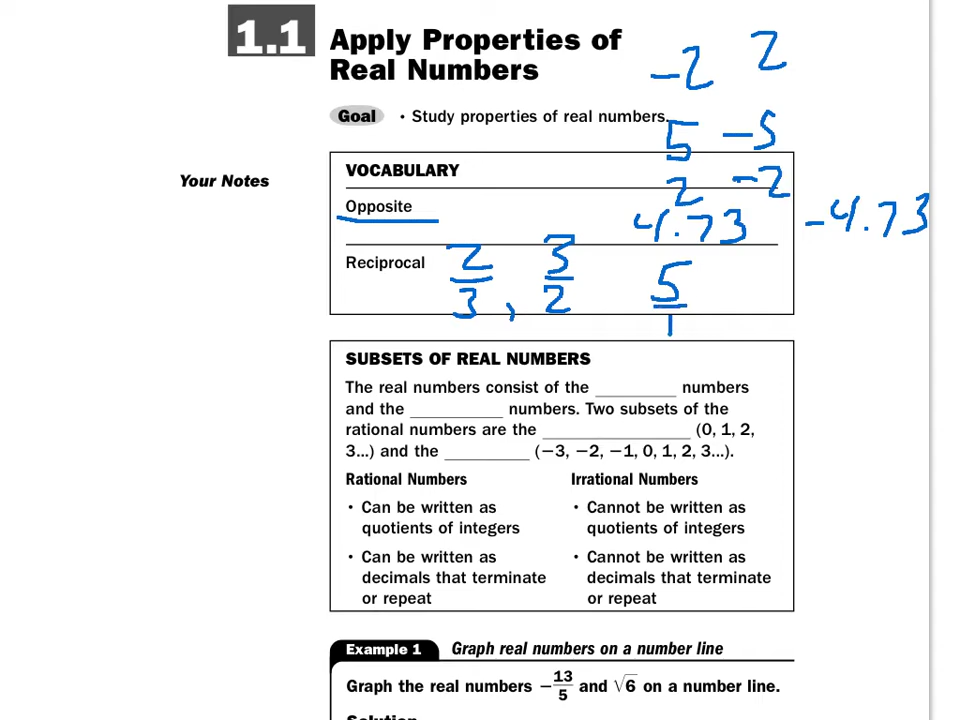 1.1 Apply Properties of
Real Numbers
-2 2
Goal • Study properties of real numbers.
5 -5
Your Notes
VOCABULARY
2 -2
Opposite
4.73 -4.73
Reciprocal 2/3 , 3/2 5/1
SUBSETS OF REAL NUMBERS
The real numbers consist of the _________ numbers
and the __________ numbers. Two subsets of the
rational numbers are the ________________ (0, 1, 2,
3...) and the _________ (−3, −2, −1, 0, 1, 2, 3...).
Rational Numbers
• Can be written as
quotients of integers
• Can be written as
decimals that terminate
or repeat
Irrational Numbers
• Cannot be written as
quotients of integers
• Cannot be written as
decimals that terminate
or repeat
Example 1 Graph real numbers on a number line
Graph the real numbers −13/5 and √6 on a number line.
Solution